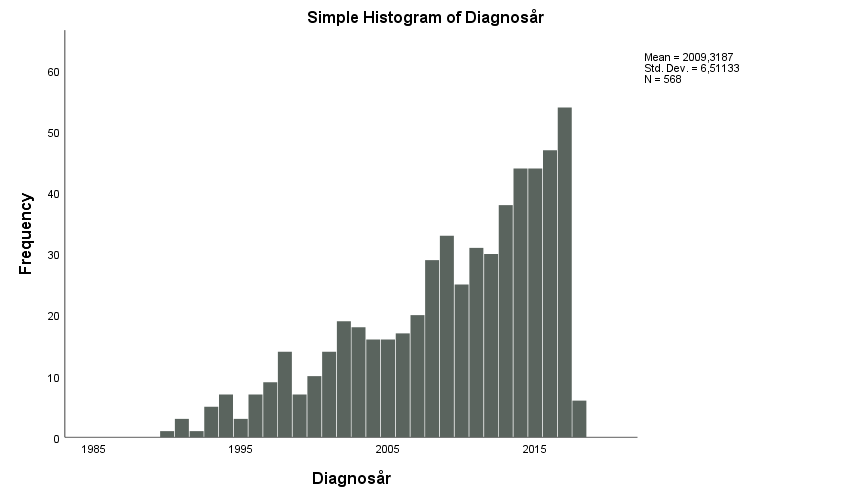 Simple Histogram of Diagnosår
Mean = 2009,3187
Std. Dev. = 6,51133
N = 568
60
50
40
30
20
10
0
Frequency
1985
1995
2005
2015
Diagnosår